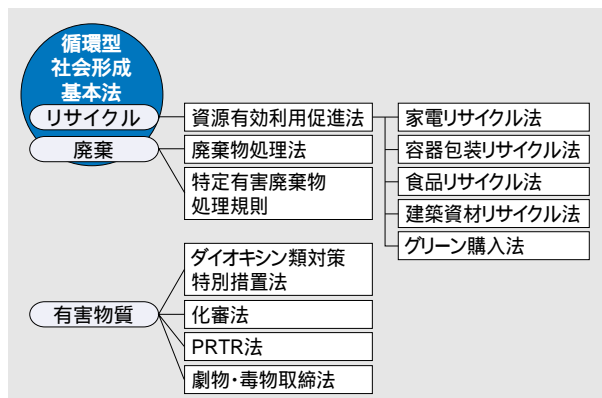 循環型
社会形成
基本法
リサイクル
資源有効利用促進法
家電リサイクル法
廃棄
廃棄物処理法
容器包装リサイクル法
特定有害廃棄物
処理規則
食品リサイクル法
建築資材リサイクル法
グリーン購入法
ダイオキシン類対策
特別措置法
有害物質
化審法
PRTR法
劇物・毒物取締法